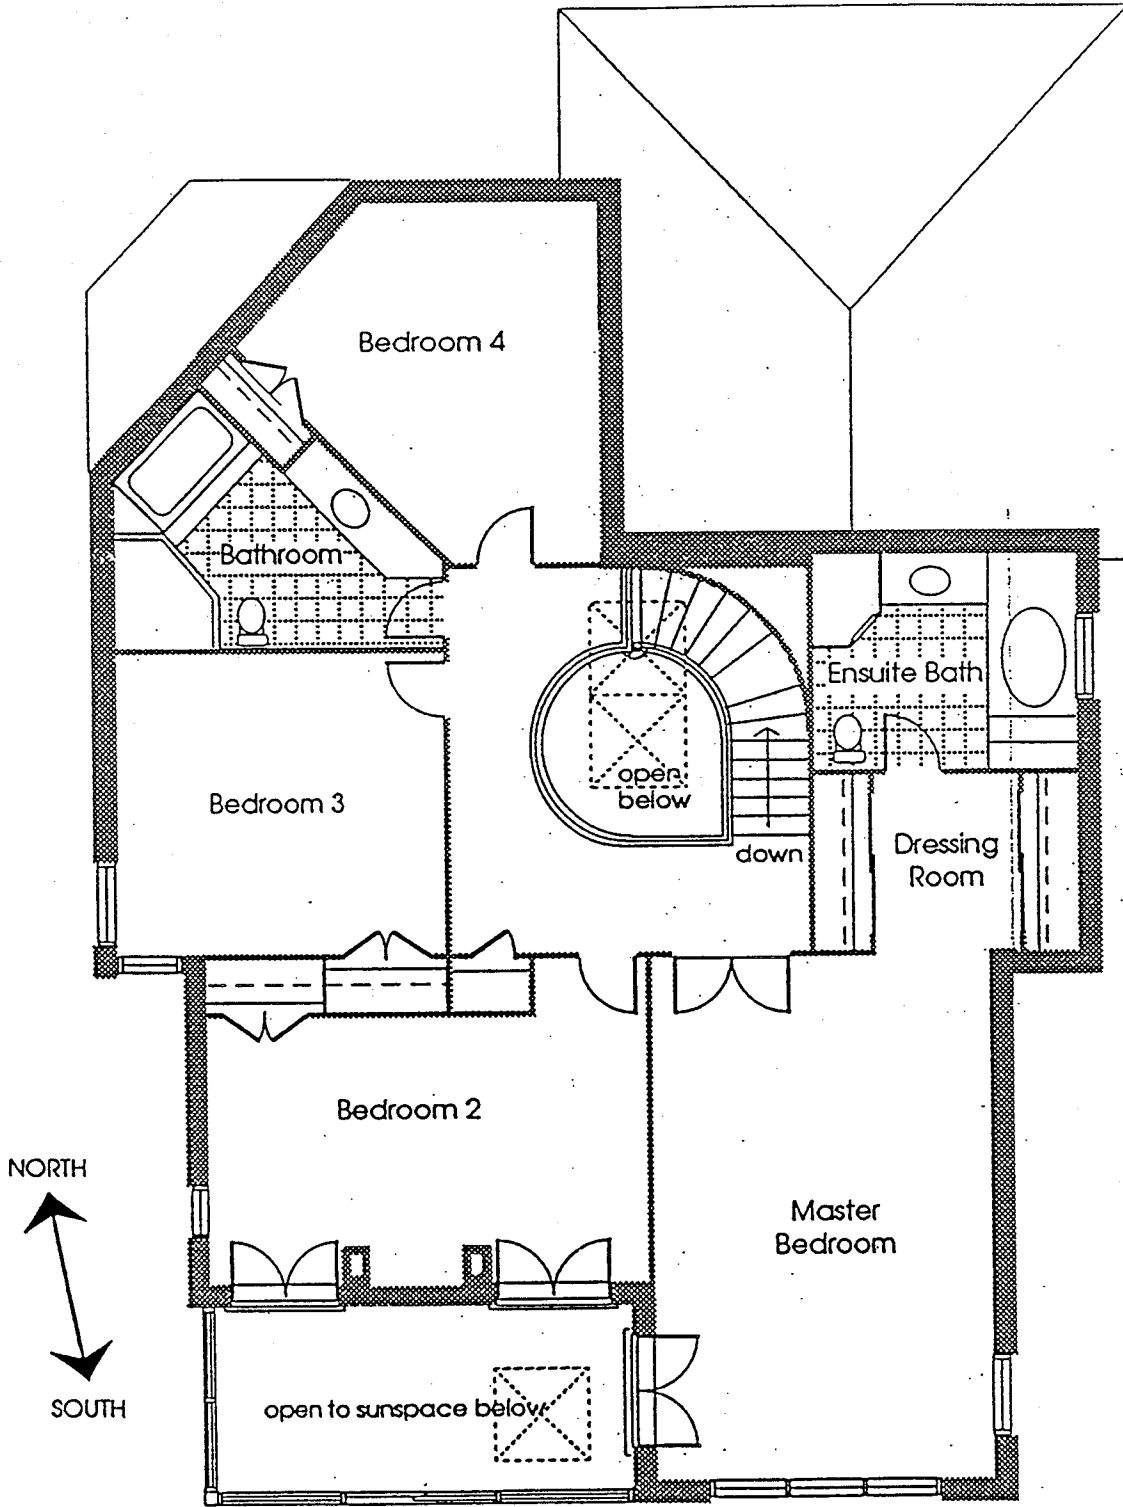 Bedroom 4
Bathroom
Ensuite Bath
open
below
Bedroom 3
down
Dressing
Room
Bedroom 2
NORTH
Master
Bedroom
SOUTH
open to sunspace below